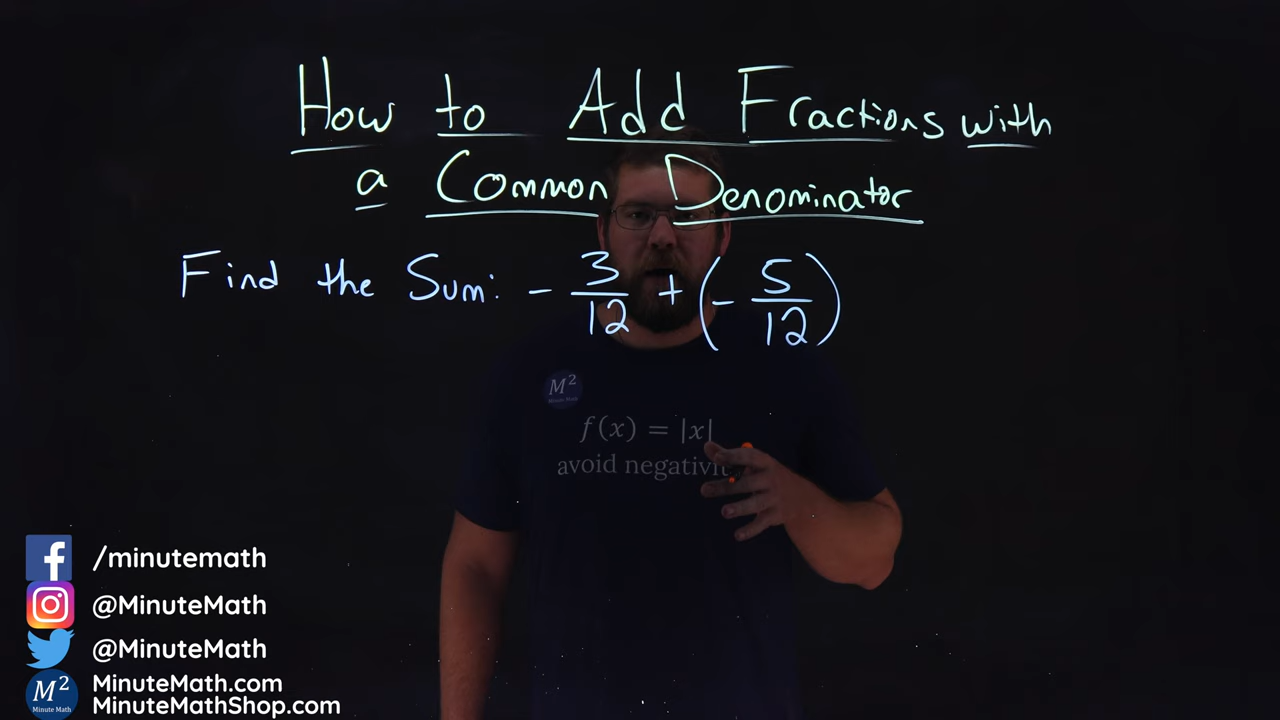 How to Add Fractions with
a Common Denominator
Find the Sum: - 3/12 + (- 5/12)
M²
Minute Math
f(x) = |x|
avoid negativit
/minutemath
@MinuteMath
@MinuteMath
M²
Minute Math
MinuteMath.com
MinuteMathShop.com